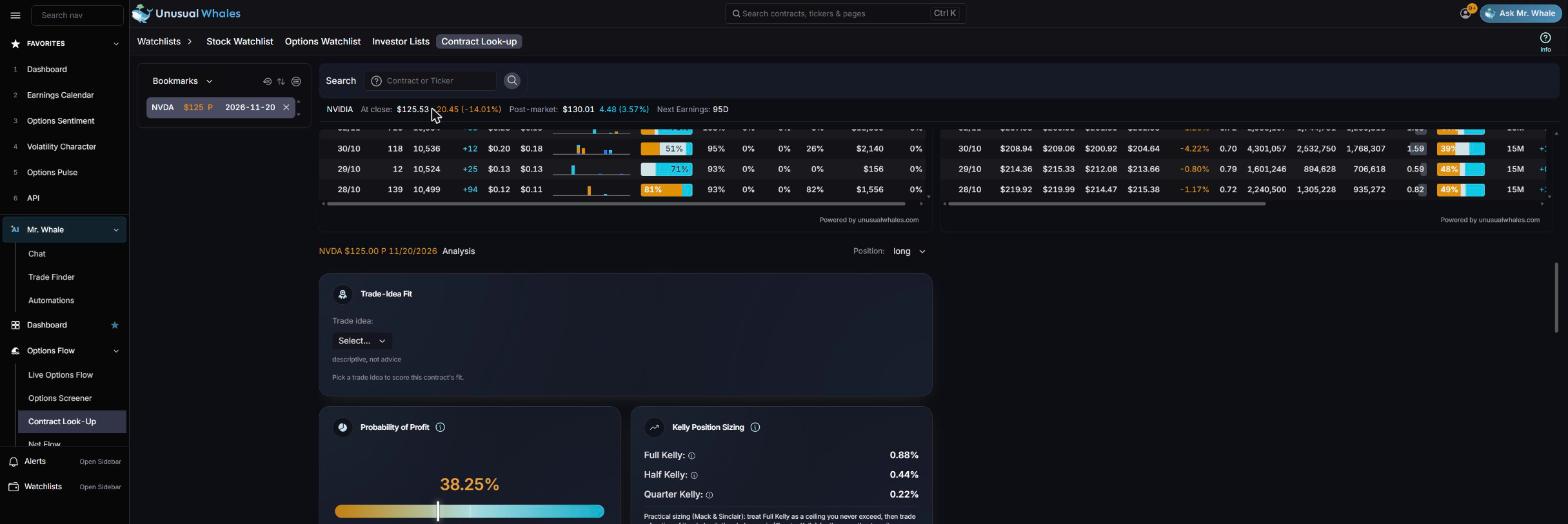 Search nav
Unusual Whales
Search contracts, tickers & pages
Ctrl K
9+
Ask Mr. Whale
FAVORITES
1 Dashboard
2 Earnings Calendar
3 Options Sentiment
4 Volatility Character
5 Options Pulse
6 API
AI Mr. Whale
Chat
Trade Finder
Automations
Dashboard
Options Flow
Live Options Flow
Options Screener
Contract Look-Up
Net Flow
Alerts Open Sidebar
Watchlists Open Sidebar
Watchlists > Stock Watchlist Options Watchlist Investor Lists Contract Look-up
Info
Bookmarks
NVDA $125 P 2026-11-20
Search Contract or Ticker
NVIDIA At close: $125.53 20.45 (-14.01%) Post-market: $130.01 4.48 (3.57%) Next Earnings: 95D
30/10 118 10,536 +12 $0.20 $0.18 51% 95% 0% 0% 26% $2,140 0%
29/10 12 10,524 +25 $0.13 $0.13 71% 93% 0% 0% 0% $156 0%
28/10 139 10,499 +94 $0.12 $0.11 81% 93% 0% 0% 82% $1,556 0%
Powered by unusualwhales.com
30/10 $208.94 $209.06 $200.92 $204.64 -4.22% 0.70 4,301,057 2,532,750 1,768,307 1.59 39% 15M
29/10 $214.36 $215.33 $212.08 $213.66 -0.80% 0.79 1,601,246 894,628 706,618 0.59 48% 15M
28/10 $219.92 $219.99 $214.47 $215.38 -1.17% 0.72 2,240,500 1,305,228 935,272 0.82 49% 15M
Powered by unusualwhales.com
NVDA $125.00 P 11/20/2026 Analysis
Position: long
Trade-Idea Fit
Trade idea:
Select...
descriptive, not advice
Pick a trade idea to score this contract's fit.
Probability of Profit
38.25%
Kelly Position Sizing
Full Kelly: 0.88%
Half Kelly: 0.44%
Quarter Kelly: 0.22%
Practical sizing (Mack & Sinclair): treat Full Kelly as a ceiling you never exceed, then trade